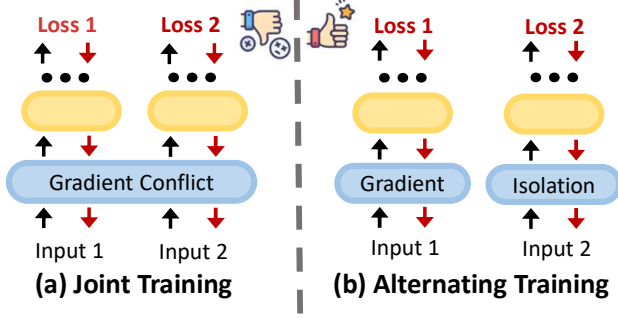 Loss 1 Loss 2
Gradient Conflict
Input 1 Input 2
(a) Joint Training
Loss 1 Loss 2
Gradient Isolation
Input 1 Input 2
(b) Alternating Training